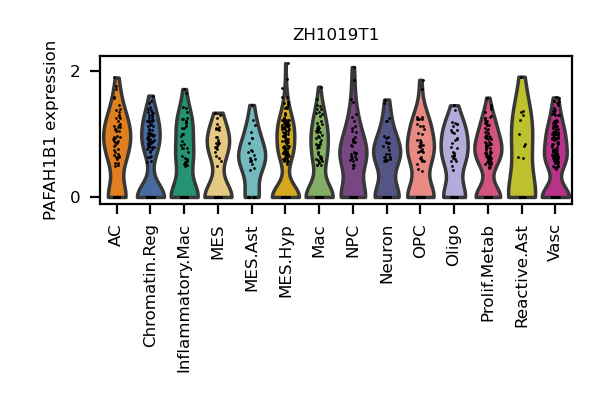 ZH1019T1
PAFAH1B1 expression
2
0
AC
Chromatin.Reg
Inflammatory.Mac
MES
MES.Ast
MES.Hyp
Mac
NPC
Neuron
OPC
Oligo
Prolif.Metab
Reactive.Ast
Vasc